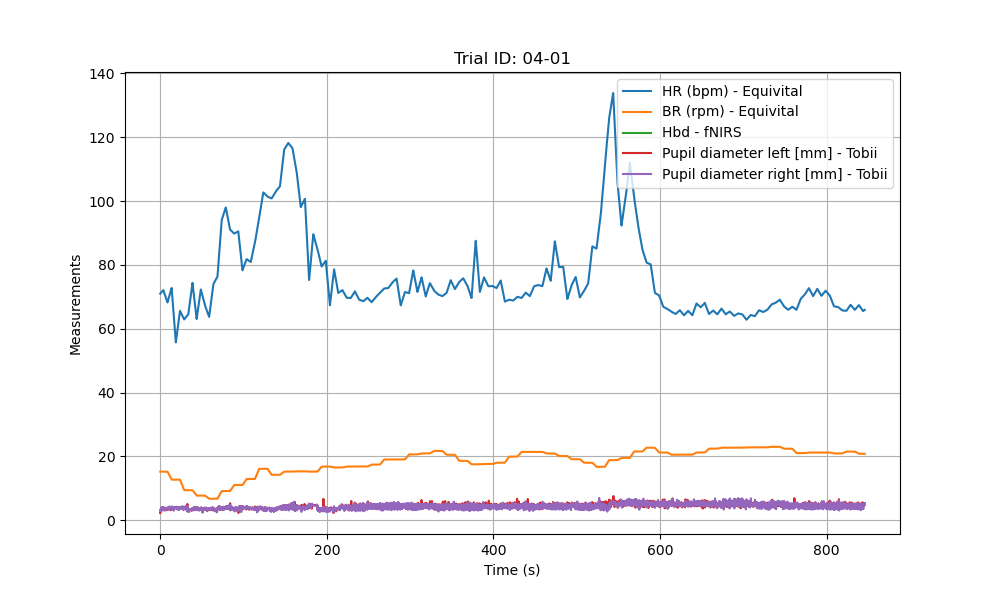 Trial ID: 04-01
140
120
100
80
60
40
20
0
Measurements
HR (bpm) - Equivital
BR (rpm) - Equivital
Hbd - fNIRS
Pupil diameter left [mm] - Tobii
Pupil diameter right [mm] - Tobii
0 200 400 600 800
Time (s)